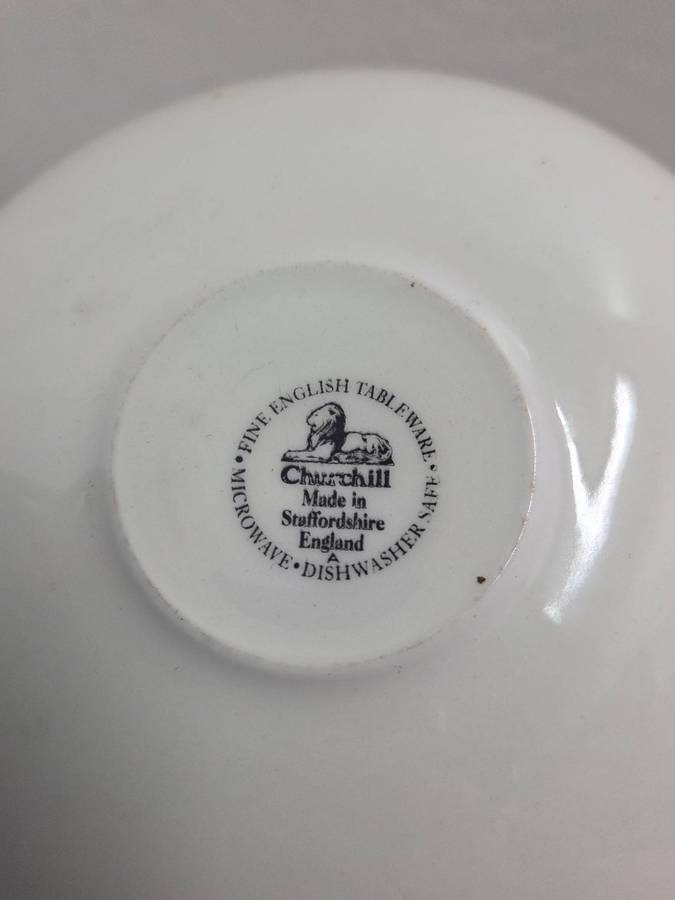 • FINE ENGLISH TABLEWARE •
Churchill
Made in
Staffordshire
England
A
MICROWAVE • DISHWASHER SAFE